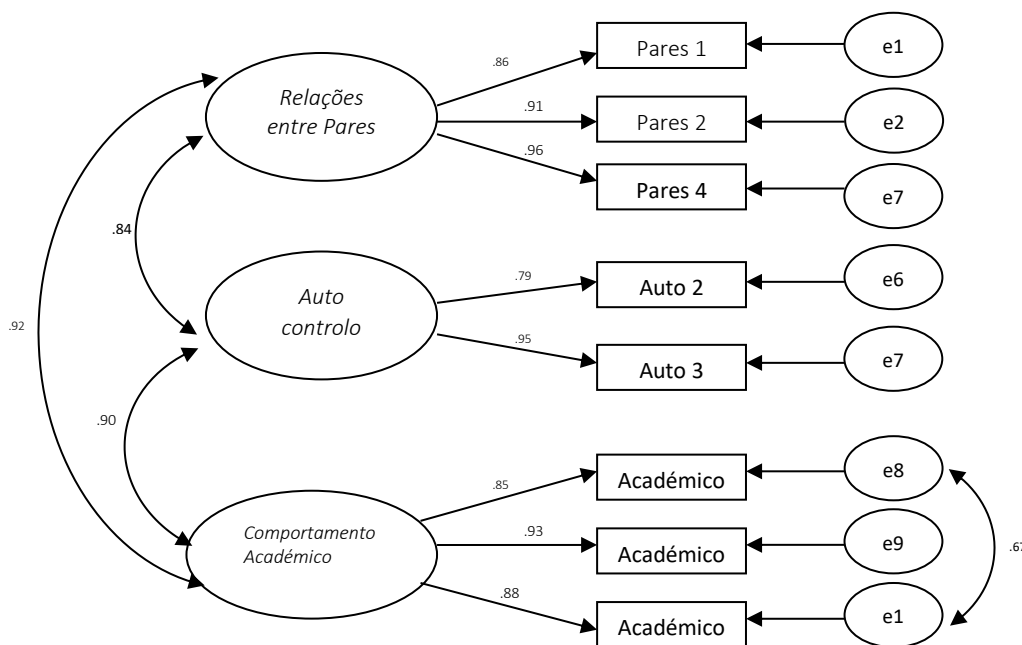 Relações
entre Pares
.86
Pares 1
e1
.91
Pares 2
e2
.96
Pares 4
e7
.84
Auto
controlo
.79
Auto 2
e6
.95
Auto 3
e7
.92
.90
Comportamento
Académico
.85
Académico
e8
.93
Académico
e9
.88
Académico
e1
.67